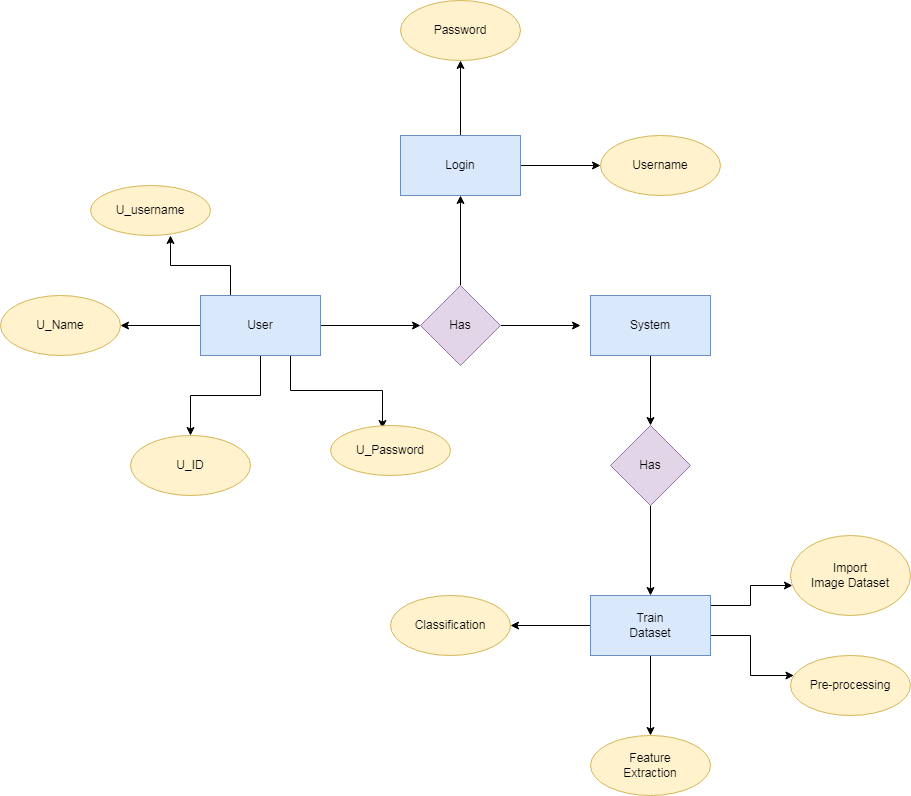 Password
Login
Username
U_username
U_Name
User
Has
System
U_ID
U_Password
Has
Import
Image Dataset
Classification
Train
Dataset
Pre-processing
Feature
Extraction